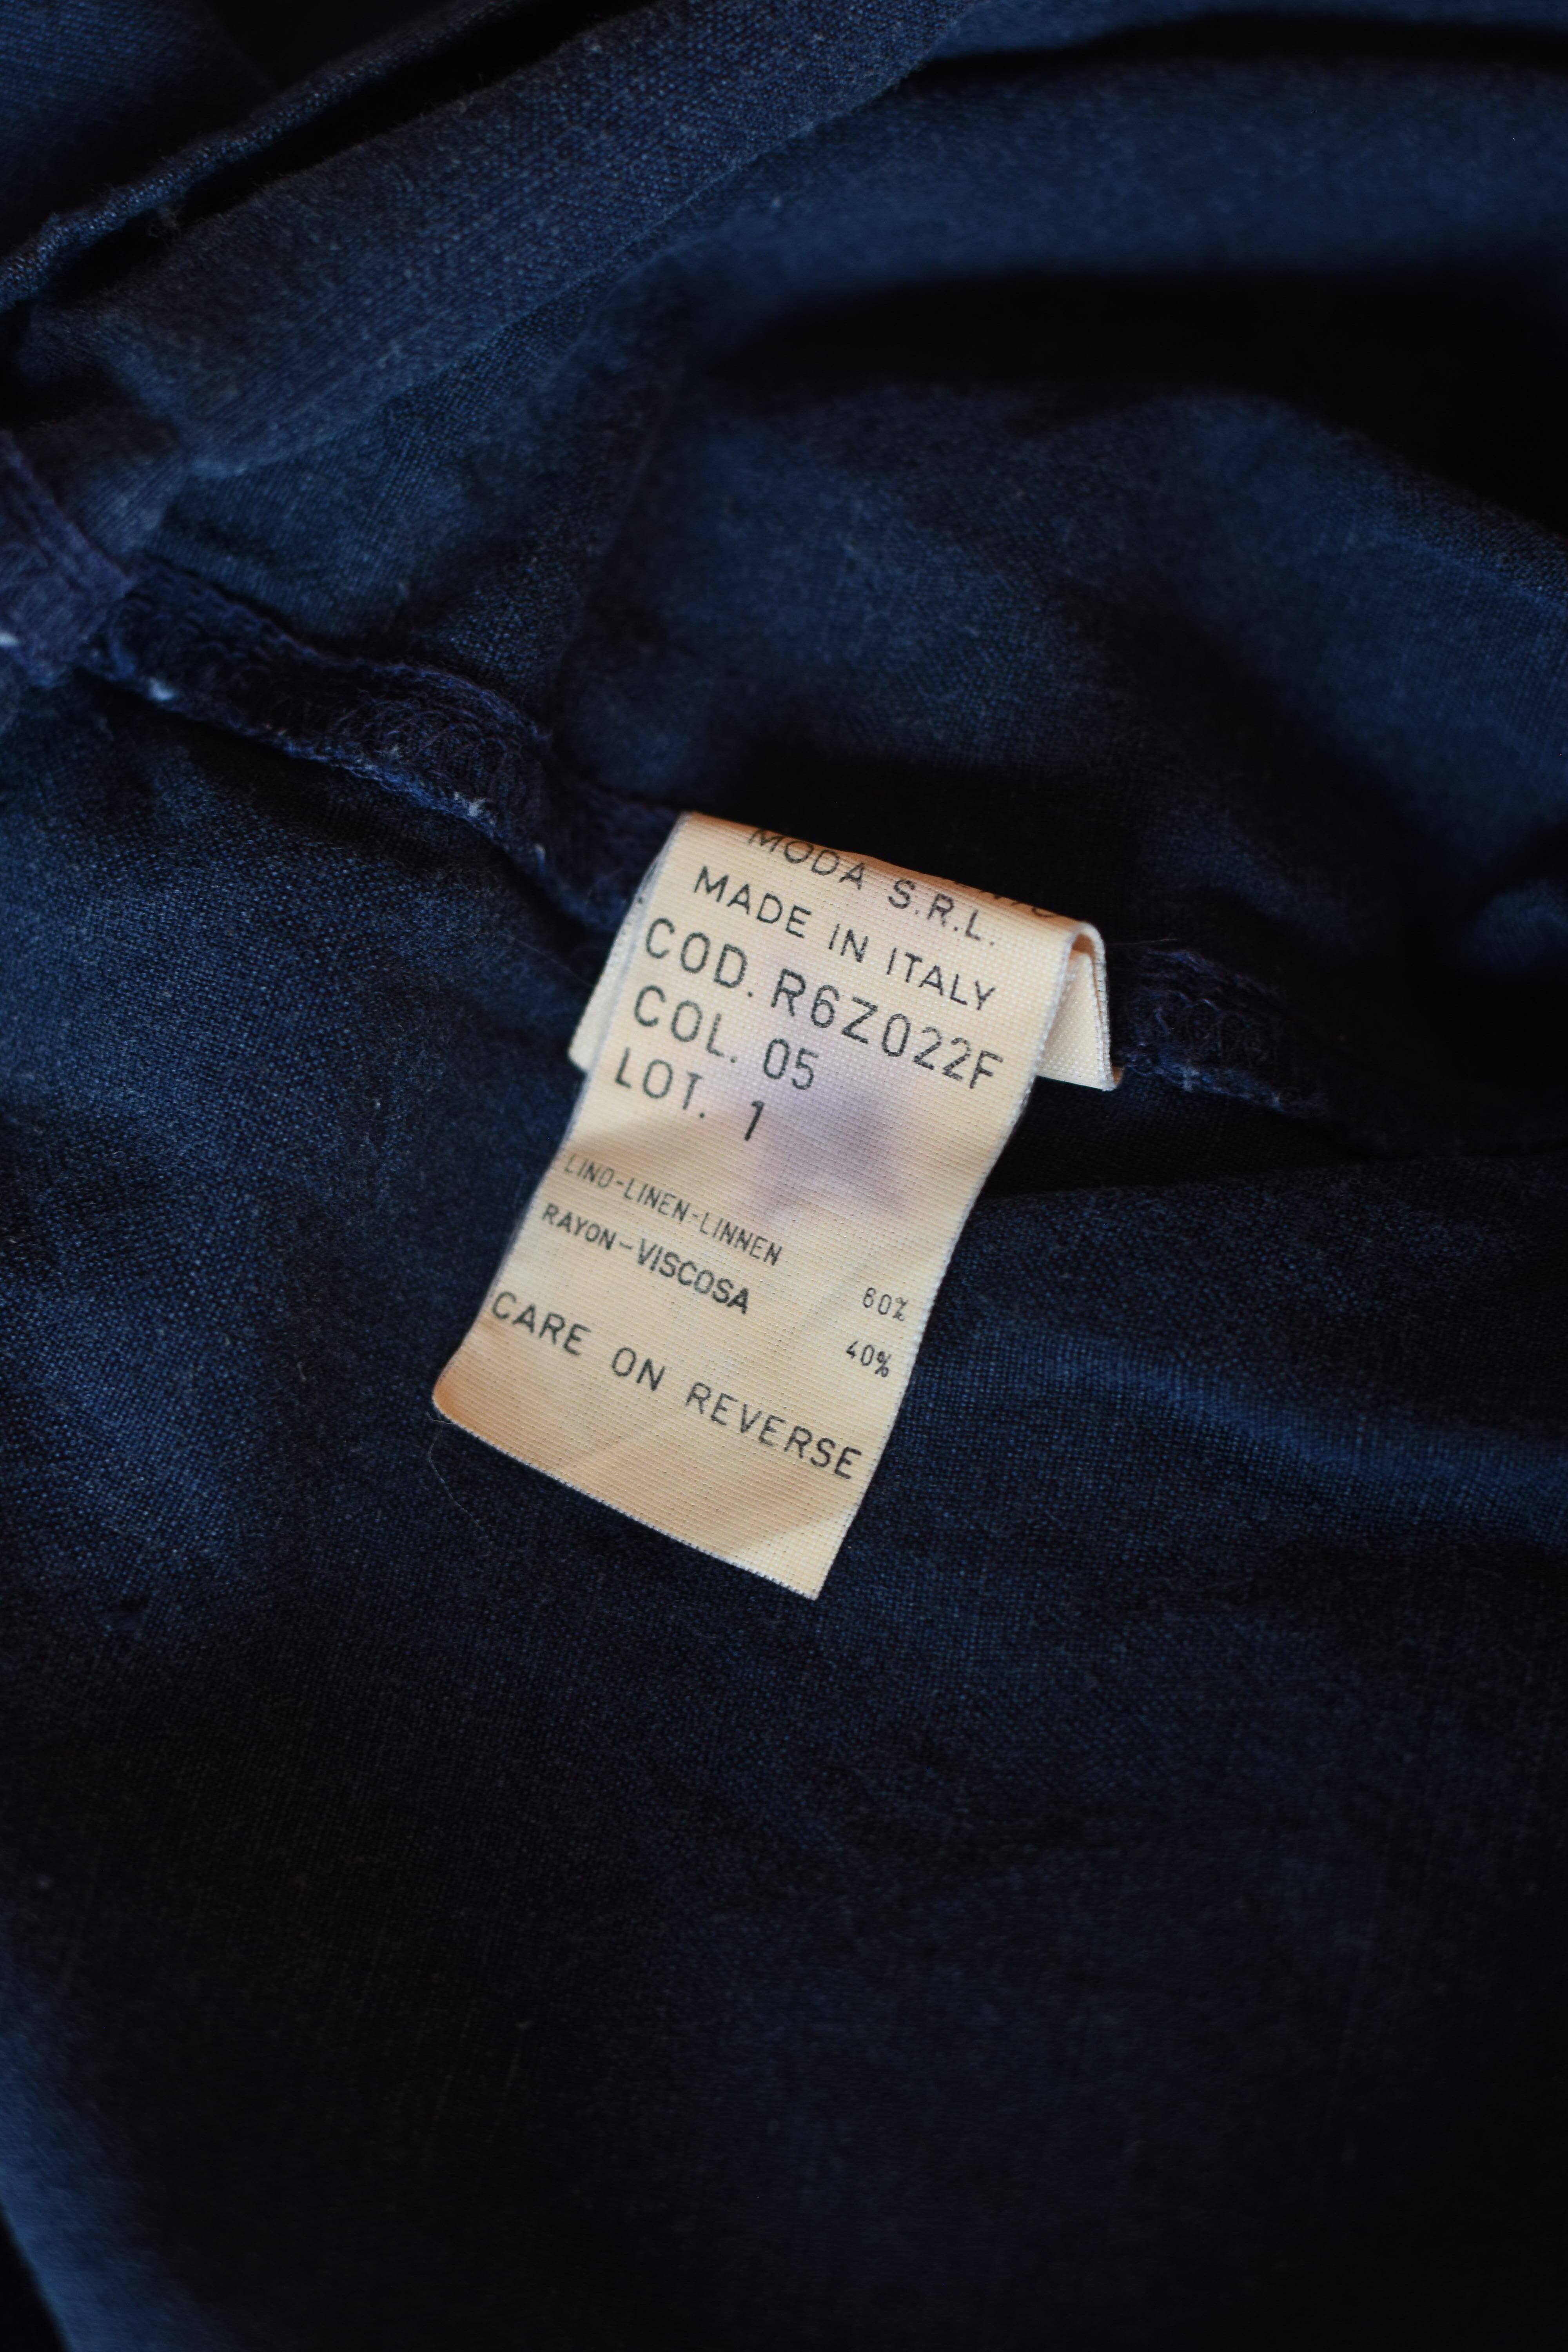 MODA S.R.L.
MADE IN ITALY
COD. R6Z022F
COL. 05
LOT. 1
LINO-LINEN-LINNEN 60%
RAYON-VISCOSA 40%
CARE ON REVERSE